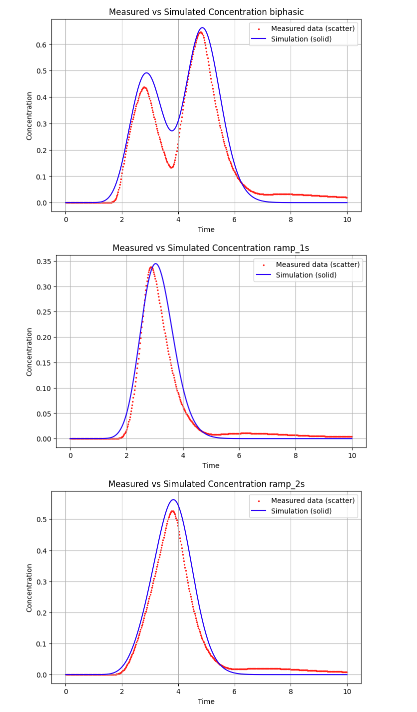 Measured vs Simulated Concentration biphasic
Measured data (scatter)
Simulation (solid)
0.6
0.5
0.4
0.3
0.2
0.1
0.0
Concentration
0 2 4 6 8 10
Time
Measured vs Simulated Concentration ramp_1s
Measured data (scatter)
Simulation (solid)
0.35
0.30
0.25
0.20
0.15
0.10
0.05
0.00
Concentration
0 2 4 6 8 10
Time
Measured vs Simulated Concentration ramp_2s
Measured data (scatter)
Simulation (solid)
0.5
0.4
0.3
0.2
0.1
0.0
Concentration
0 2 4 6 8 10
Time